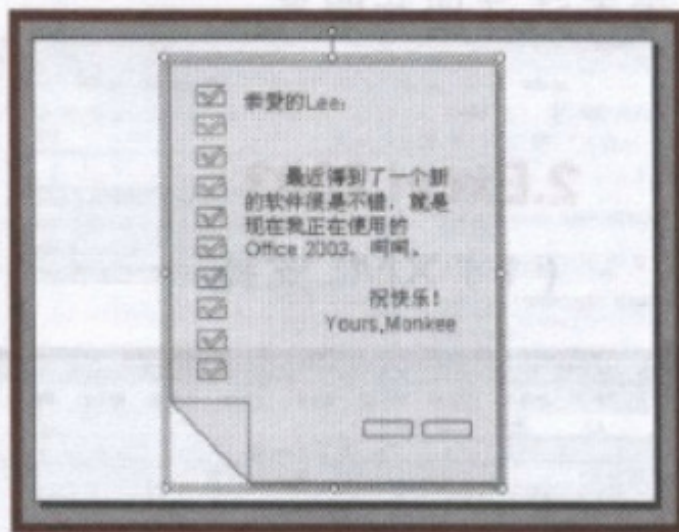 亲爱的Lee：
最近得到了一个新
的软件很是不错，就是
现在我正在使用的
Office 2003，呵呵。
祝快乐！
Yours,Monkee